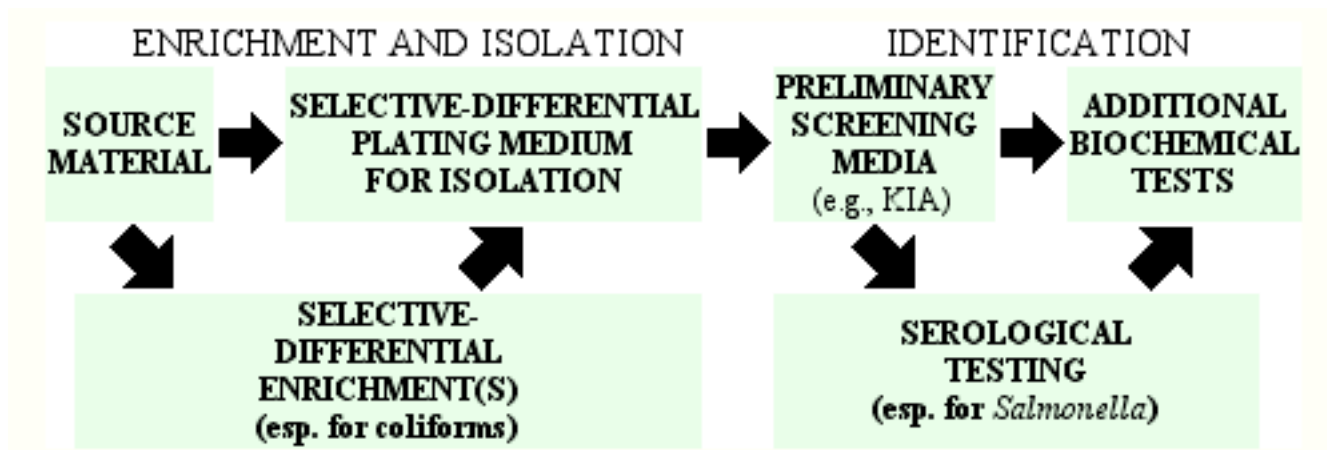 ENRICHMENT AND ISOLATION
IDENTIFICATION
SOURCE
MATERIAL
SELECTIVE-DIFFERENTIAL
PLATING MEDIUM
FOR ISOLATION
PRELIMINARY
SCREENING
MEDIA
(e.g., KIA)
ADDITIONAL
BIOCHEMICAL
TESTS
SELECTIVE-
DIFFERENTIAL
ENRICHMENT(S)
(esp. for coliforms)
SEROLOGICAL
TESTING
(esp. for Salmonella)